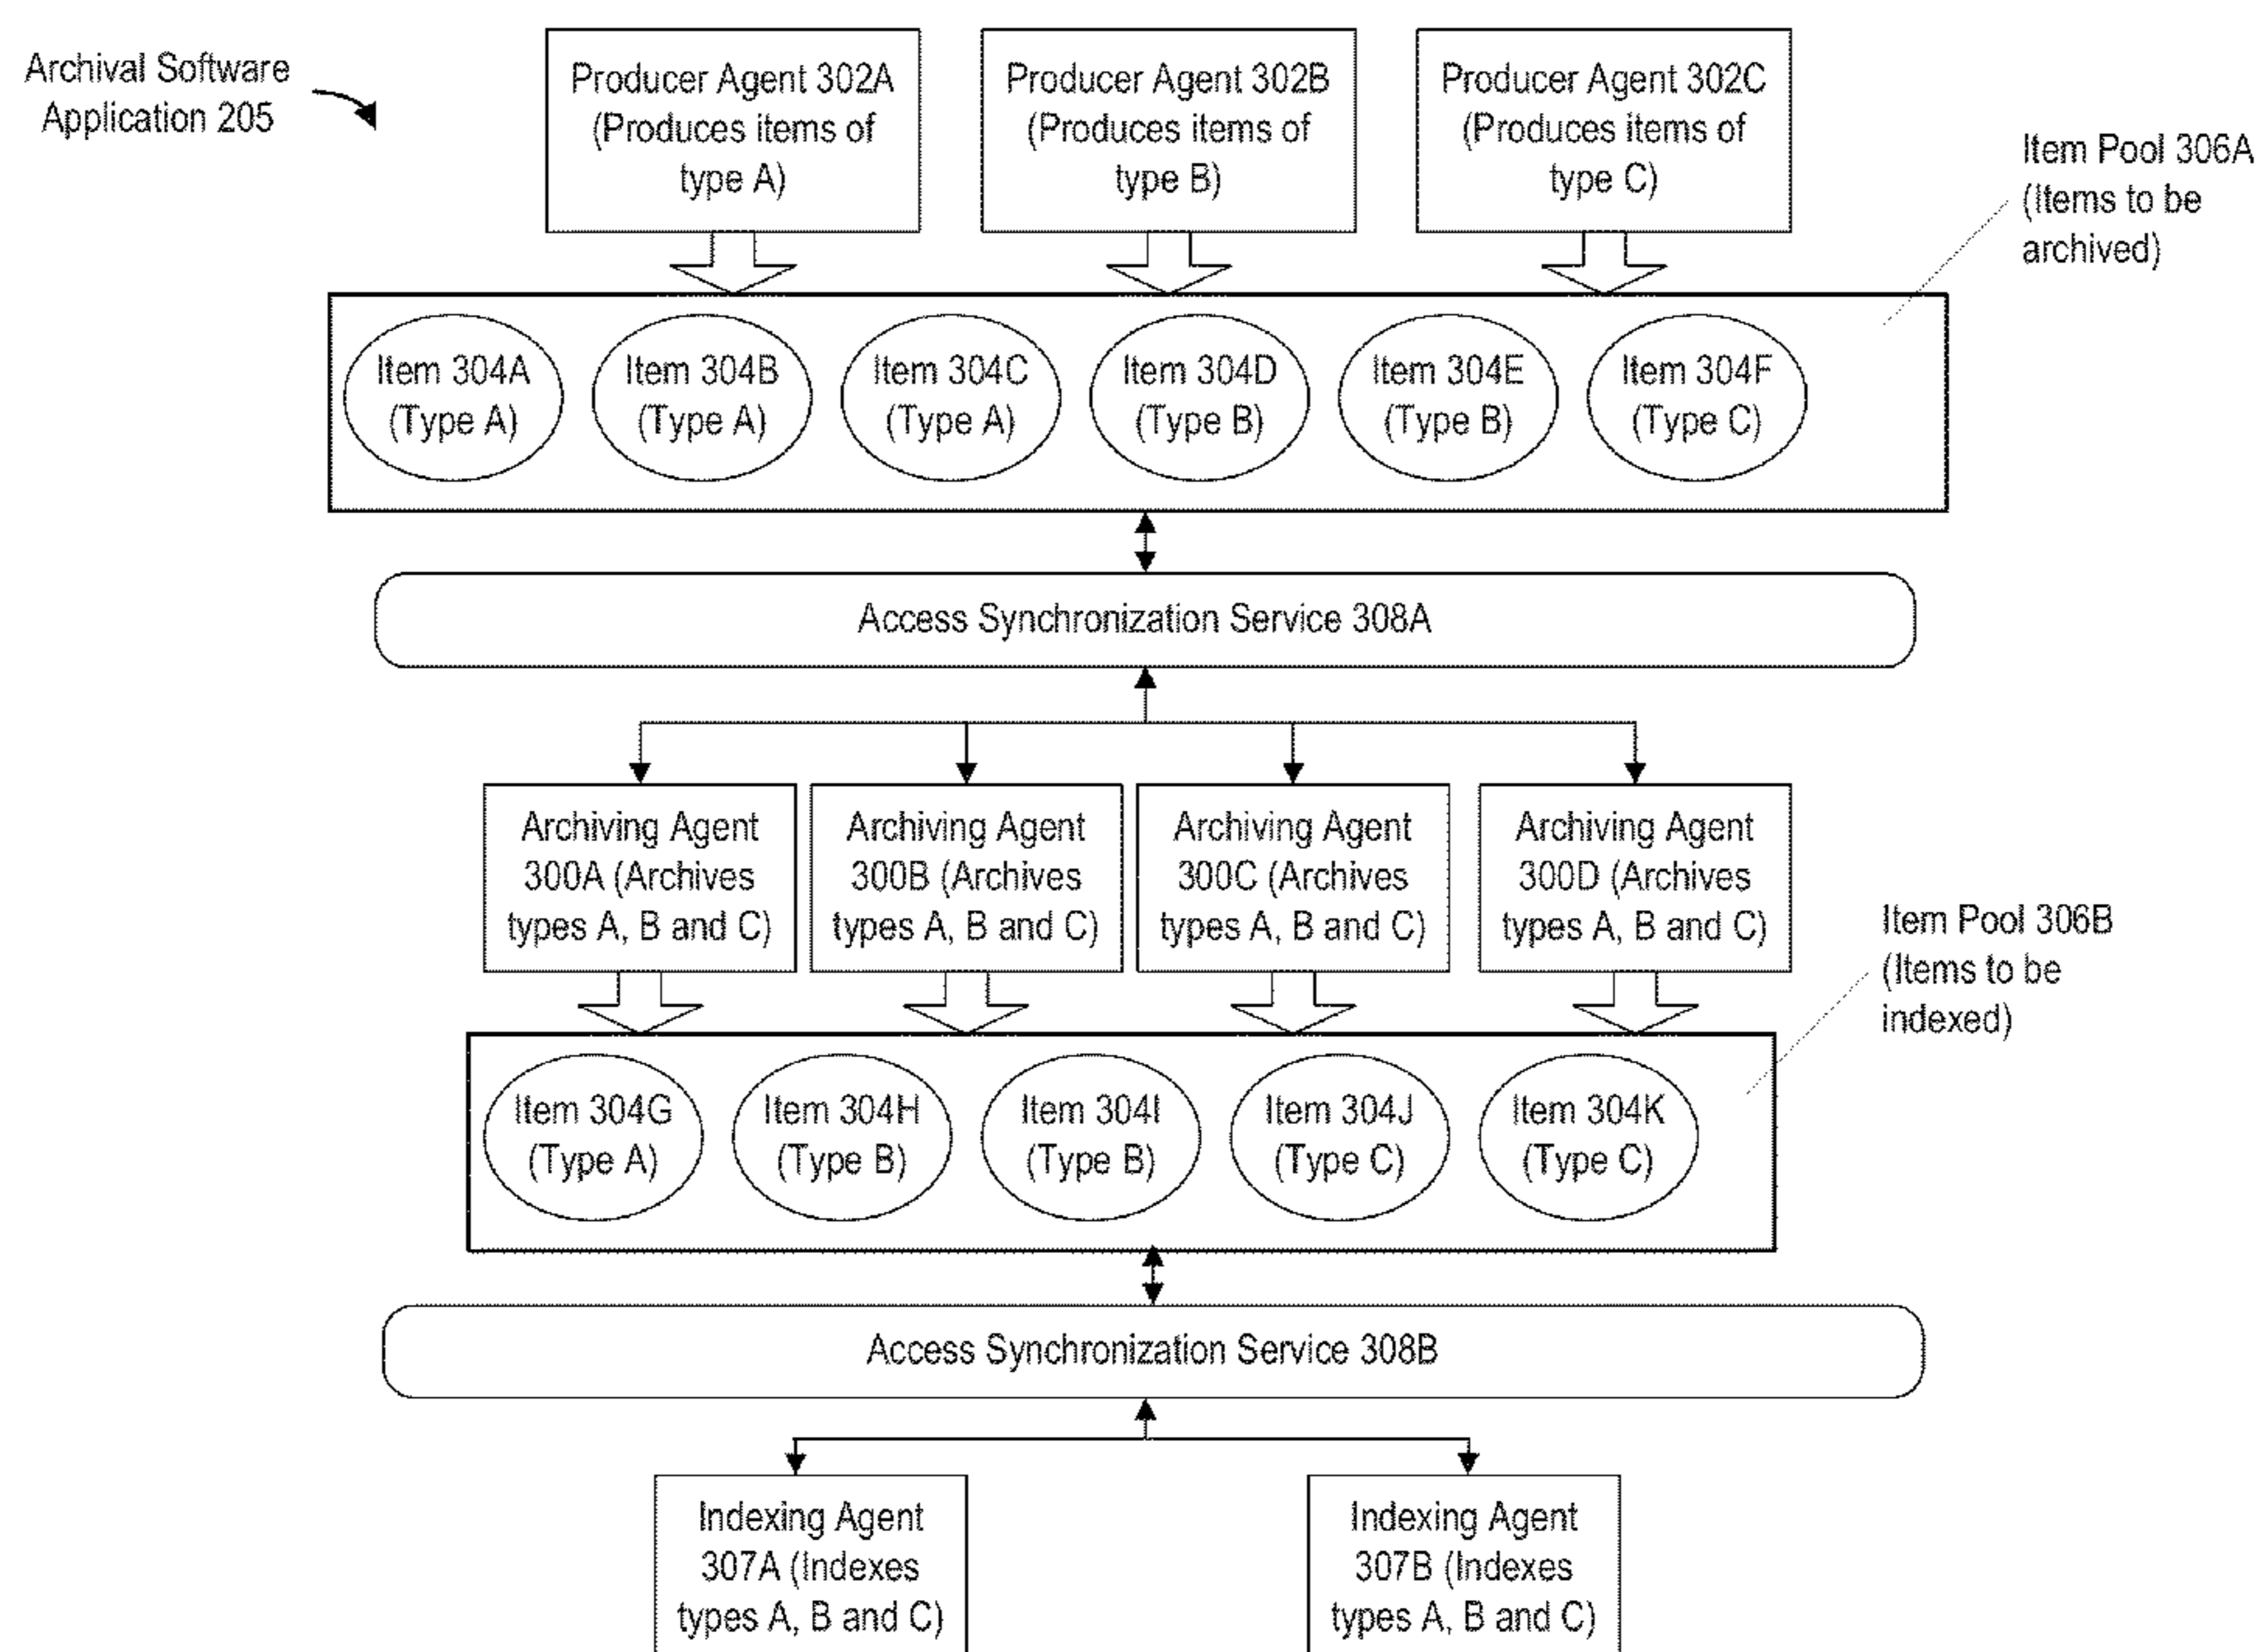 Archival Software
Application 205
Producer Agent 302A
(Produces items of
type A)
Producer Agent 302B
(Produces items of
type B)
Producer Agent 302C
(Produces items of
type C)
Item Pool 306A
(Items to be
archived)
Item 304A
(Type A)
Item 304B
(Type A)
Item 304C
(Type A)
Item 304D
(Type B)
Item 304E
(Type B)
Item 304F
(Type C)
Access Synchronization Service 308A
Archiving Agent
300A (Archives
types A, B and C)
Archiving Agent
300B (Archives
types A, B and C)
Archiving Agent
300C (Archives
types A, B and C)
Archiving Agent
300D (Archives
types A, B and C)
Item Pool 306B
(Items to be
indexed)
Item 304G
(Type A)
Item 304H
(Type B)
Item 304I
(Type B)
Item 304J
(Type C)
Item 304K
(Type C)
Access Synchronization Service 308B
Indexing Agent
307A (Indexes
types A, B and C)
Indexing Agent
307B (Indexes
types A, B and C)